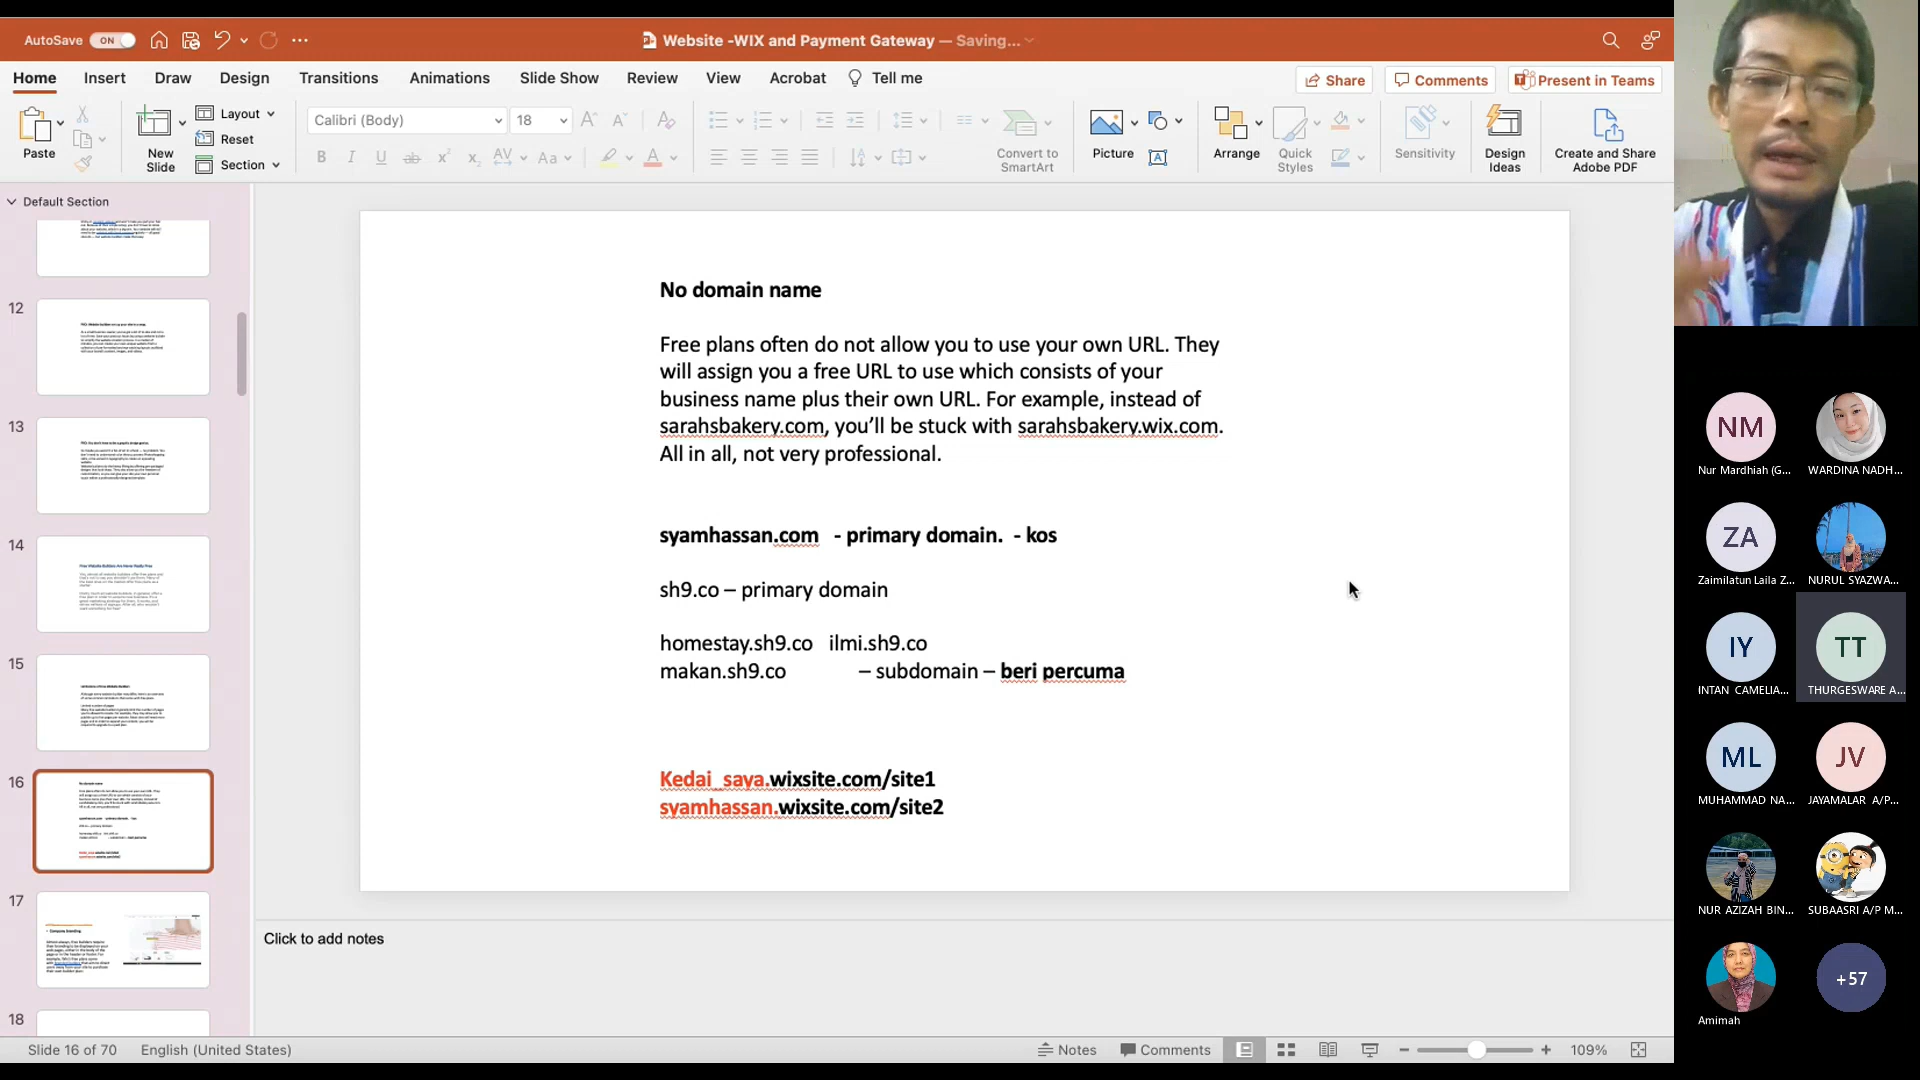 AutoSave ON
Website -WIX and Payment Gateway — Saving...
Home Insert Draw Design Transitions Animations Slide Show Review View Acrobat Tell me
Share Comments Present in Teams
Paste
New Slide
Layout
Reset
Section
Calibri (Body) 18
Convert to SmartArt
Picture
Arrange
Quick Styles
Sensitivity
Design Ideas
Create and Share Adobe PDF
Default Section
12
13
14
Free Website Builders Are Never Really Free
15
16
17
18
No domain name
Free plans often do not allow you to use your own URL. They
will assign you a free URL to use which consists of your
business name plus their own URL. For example, instead of
sarahsbakery.com, you’ll be stuck with sarahsbakery.wix.com.
All in all, not very professional.
syamhassan.com - primary domain. - kos
sh9.co – primary domain
homestay.sh9.co ilmi.sh9.co
makan.sh9.co – subdomain – beri percuma
Kedai_saya.wixsite.com/site1
syamhassan.wixsite.com/site2
Click to add notes
Slide 16 of 70 English (United States) Notes Comments 109%
NM
Nur Mardhiah (G...
WARDINA NADH...
ZA
Zaimilatun Laila Z...
NURUL SYAZWA...
IY
INTAN CAMELIA...
TT
THURGESWARE A...
ML
MUHAMMAD NA...
JV
JAYAMALAR A/P...
NUR AZIZAH BIN...
SUBAASRI A/P M...
Amimah
+57